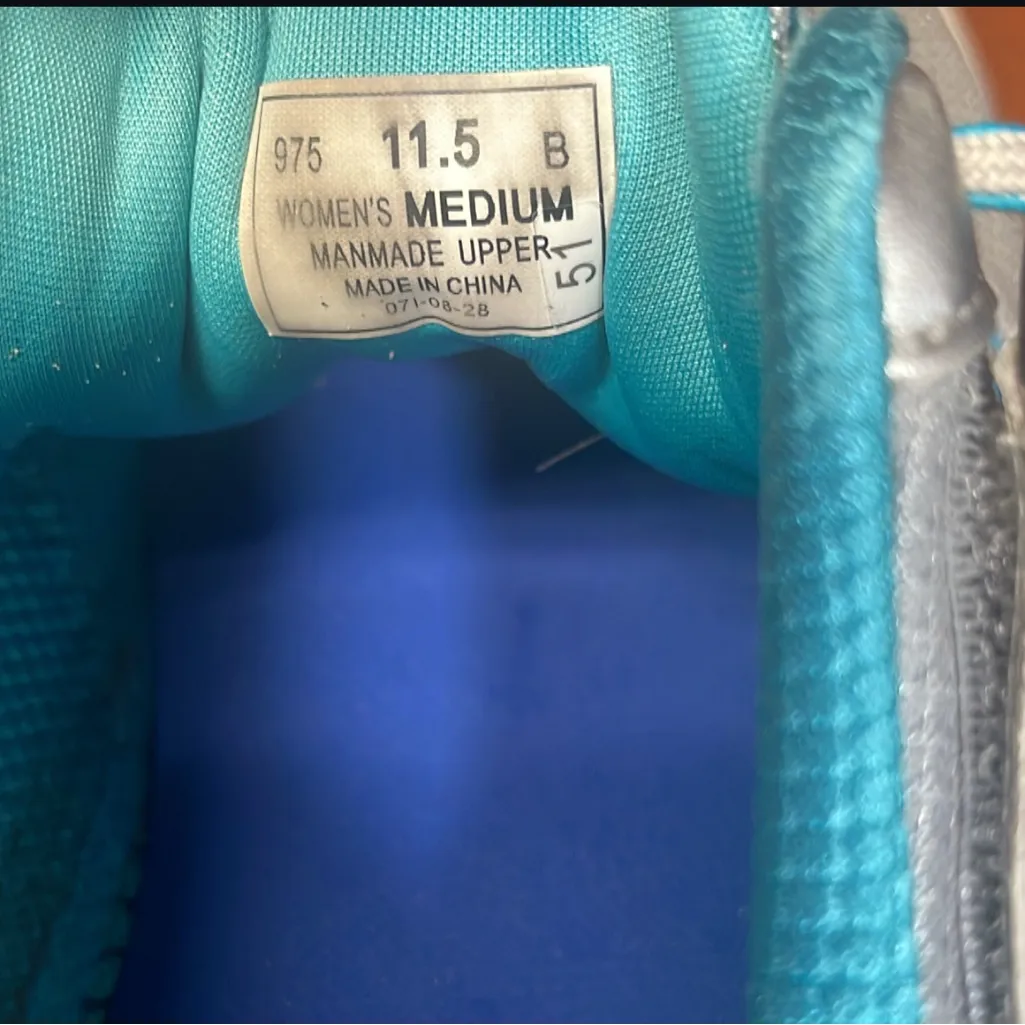 975 11.5 B
WOMEN'S MEDIUM
MANMADE UPPER
MADE IN CHINA
071-08-28
51